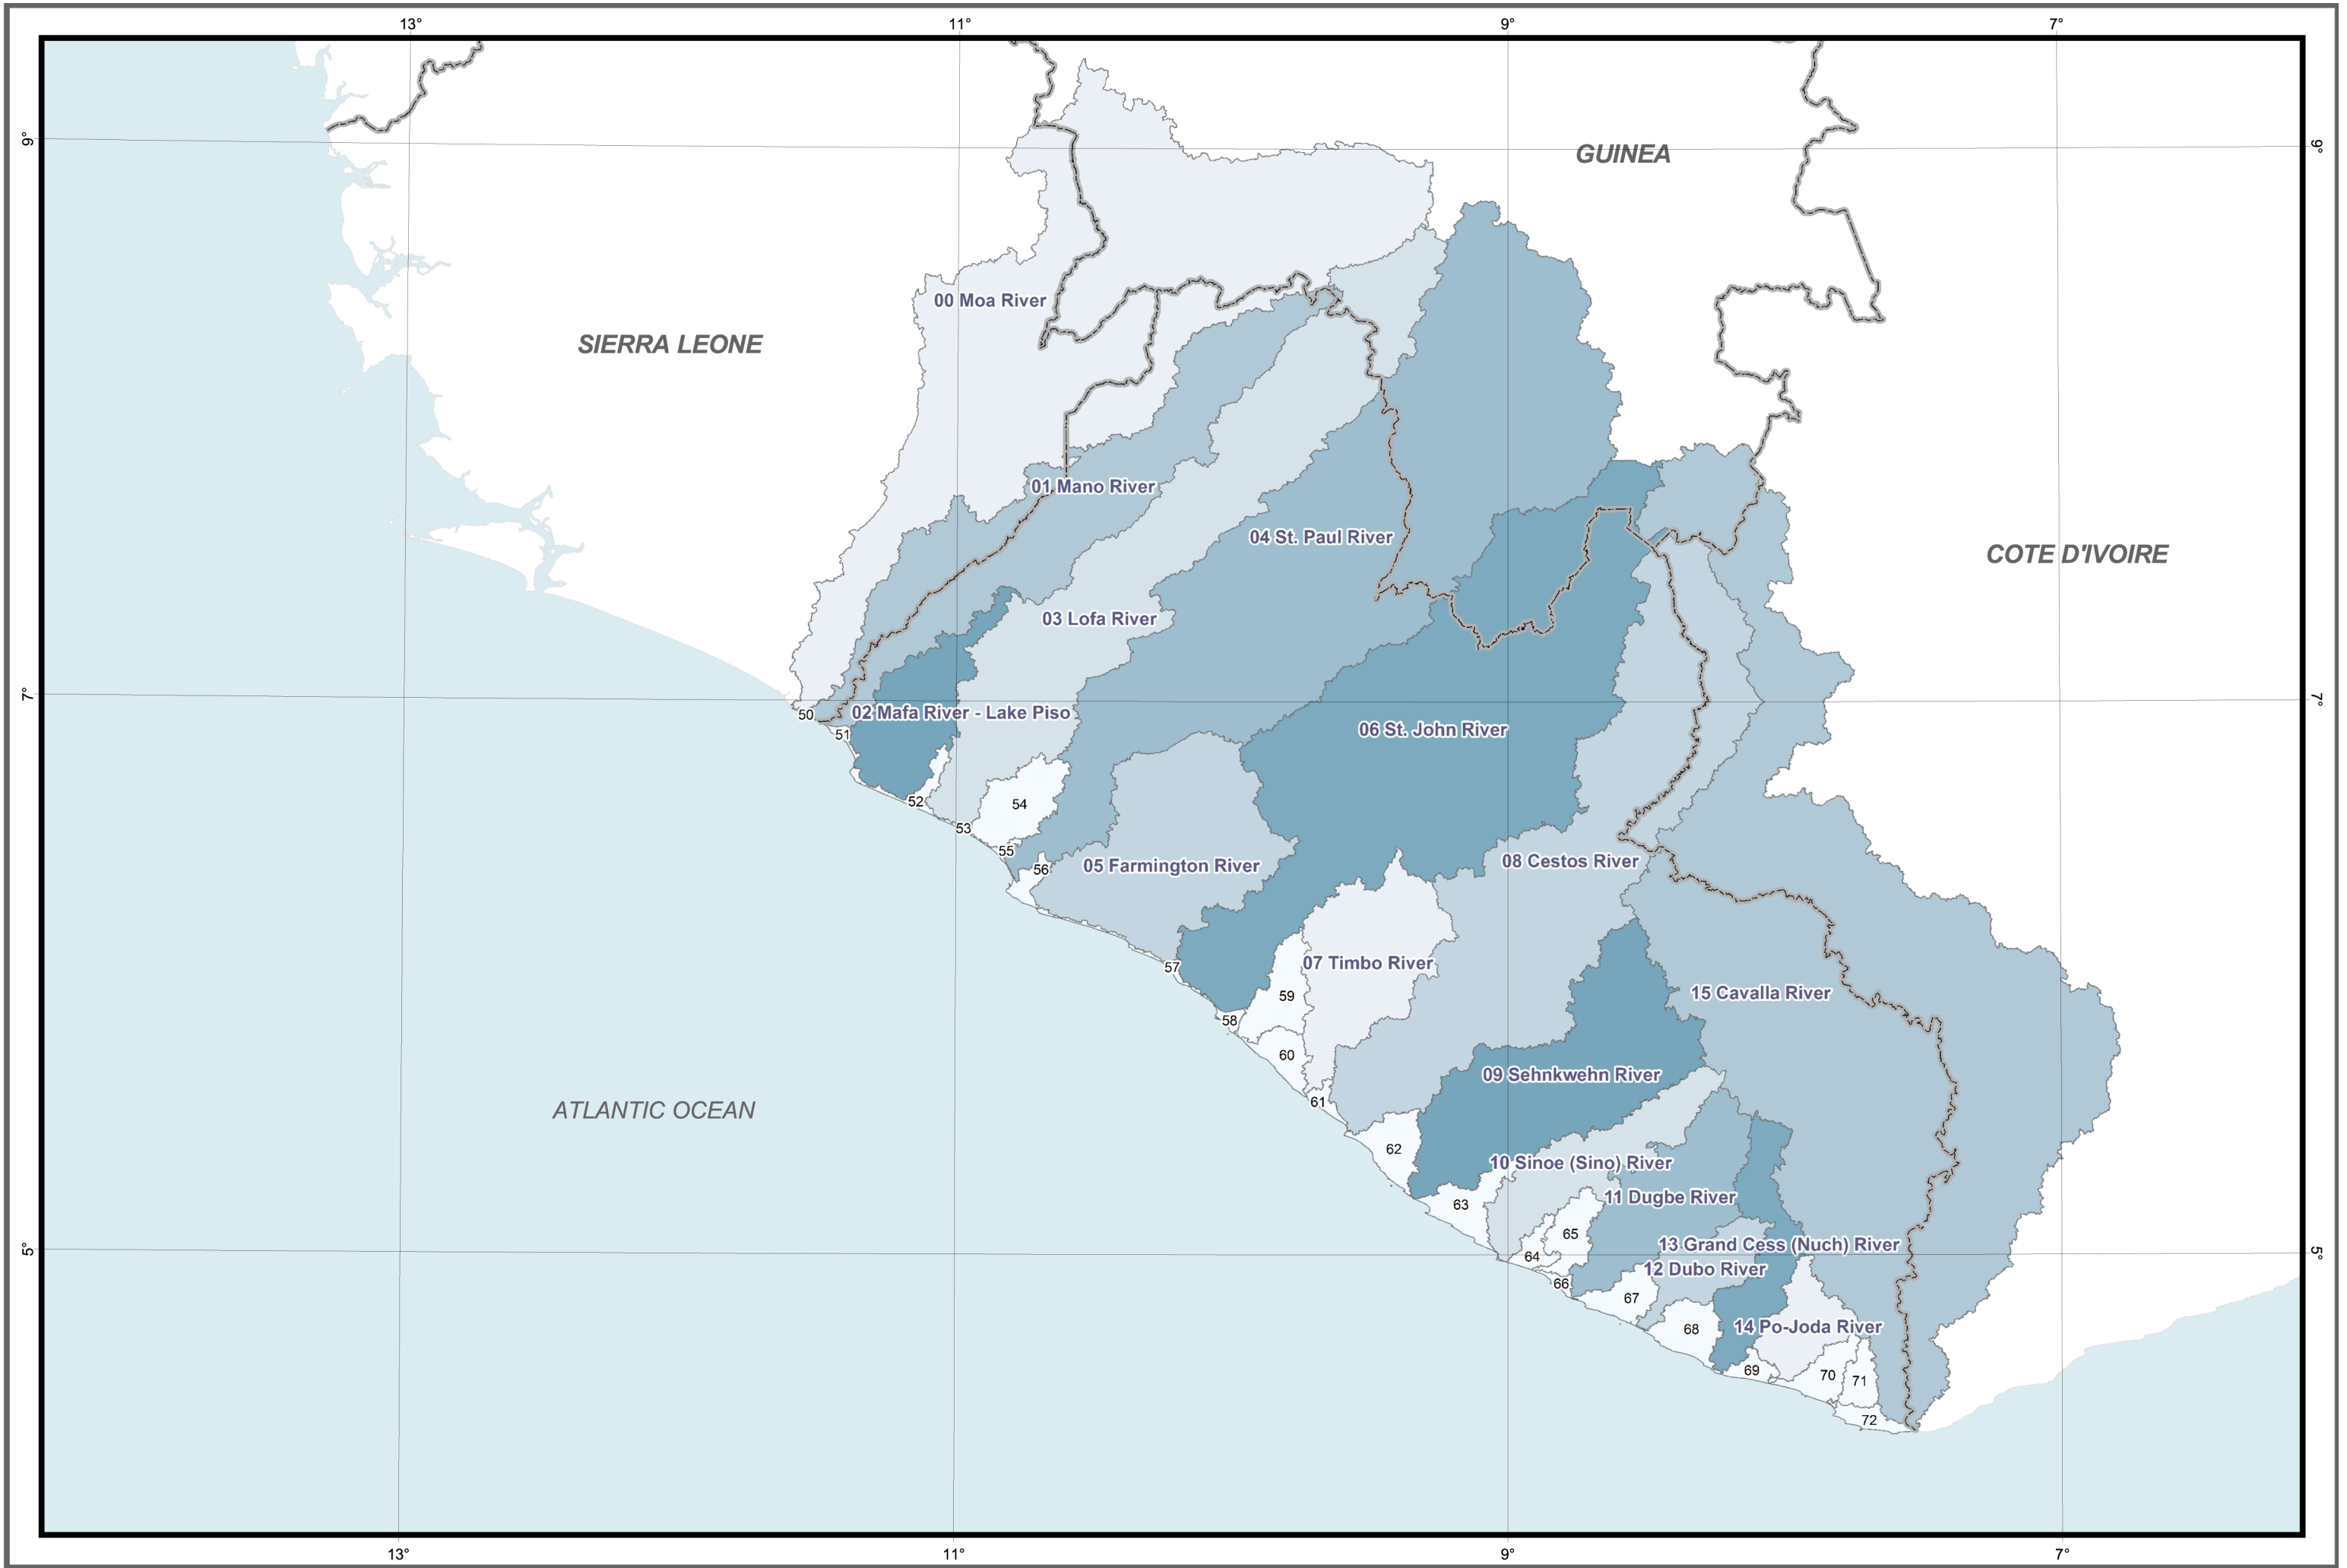 13° 11° 9° 7°
9° 9°
GUINEA
00 Moa River
SIERRA LEONE
01 Mano River
04 St. Paul River
COTE D'IVOIRE
03 Lofa River
7° 7°
50
02 Mafa River - Lake Piso
51
06 St. John River
52
54
53
55
08 Cestos River
05 Farmington River
56
07 Timbo River
57
15 Cavalla River
59
58
60
09 Sehnkwehn River
61
ATLANTIC OCEAN
62
10 Sinoe (Sino) River
11 Dugbe River
63
65
13 Grand Cess (Nuch) River
5° 5°
64
12 Dubo River
66
67
14 Po-Joda River
68
69
70
71
72
13° 11° 9° 7°